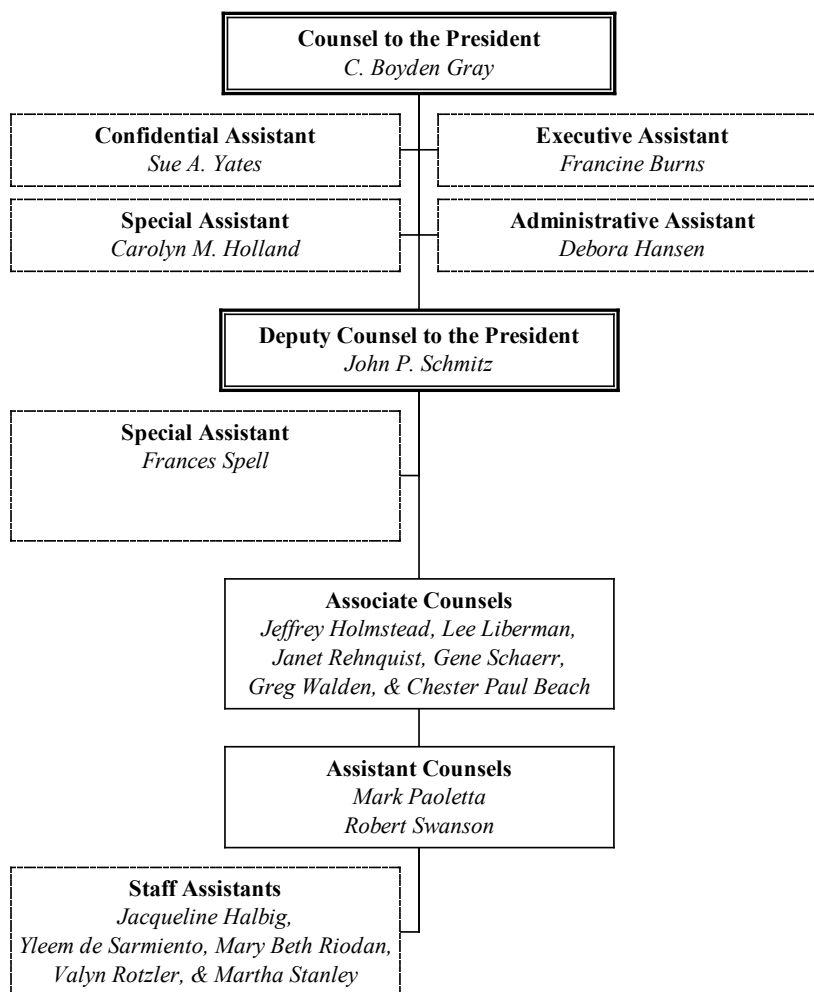 Counsel to the President
C. Boyden Gray
Confidential Assistant
Sue A. Yates
Executive Assistant
Francine Burns
Special Assistant
Carolyn M. Holland
Administrative Assistant
Debora Hansen
Deputy Counsel to the President
John P. Schmitz
Special Assistant
Frances Spell
Associate Counsels
Jeffrey Holmstead, Lee Liberman,
Janet Rehnquist, Gene Schaerr,
Greg Walden, & Chester Paul Beach
Assistant Counsels
Mark Paoletta
Robert Swanson
Staff Assistants
Jacqueline Halbig,
Yleem de Sarmiento, Mary Beth Riodan,
Valyn Rotzler, & Martha Stanley